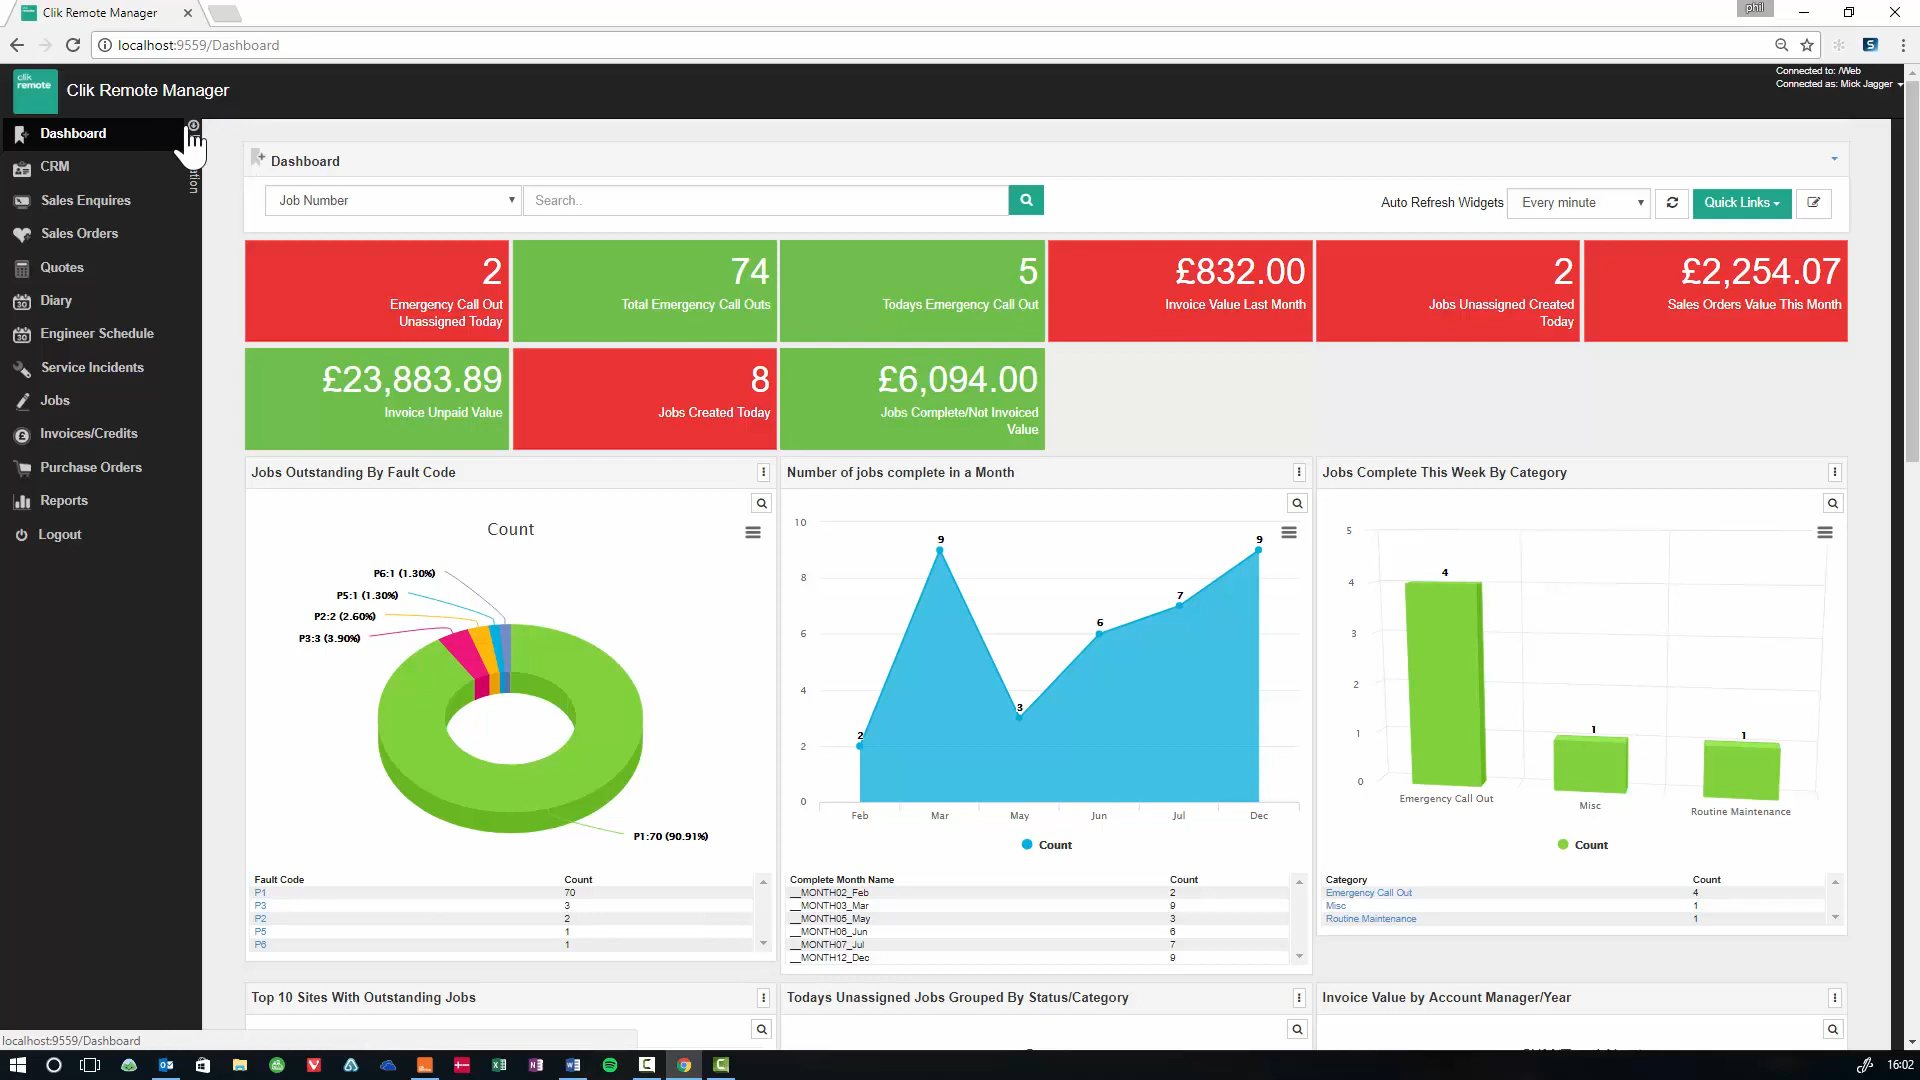 Clik Remote Manager
phil
localhost:9559/Dashboard
clik
remote
Clik Remote Manager
Connected to: /Web
Connected as: Mick Jagger
Dashboard
CRM
Sales Enquires
Sales Orders
Quotes
Diary
Engineer Schedule
Service Incidents
Jobs
Invoices/Credits
Purchase Orders
Reports
Logout
Dashboard
Job Number
Search..
Auto Refresh Widgets
Every minute
Quick Links
2
Emergency Call Out
Unassigned Today
74
Total Emergency Call Outs
5
Todays Emergency Call Out
£832.00
Invoice Value Last Month
2
Jobs Unassigned Created
Today
£2,254.07
Sales Orders Value This Month
£23,883.89
Invoice Unpaid Value
8
Jobs Created Today
£6,094.00
Jobs Complete/Not Invoiced
Value
Jobs Outstanding By Fault Code
Count
P6:1 (1.30%)
P5:1 (1.30%)
P2:2 (2.60%)
P3:3 (3.90%)
P1:70 (90.91%)
Fault Code Count
P1 70
P3 3
P2 2
P5 1
P6 1
Number of jobs complete in a Month
10
8
6
4
2
0
2
9
3
6
7
9
Feb Mar May Jun Jul Dec
Count
Complete Month Name Count
__MONTH02_Feb 2
__MONTH03_Mar 9
__MONTH05_May 3
__MONTH06_Jun 6
__MONTH07_Jul 7
__MONTH12_Dec 9
Jobs Complete This Week By Category
5
4
3
2
1
0
4
1
1
Emergency Call Out Misc Routine Maintenance
Count
Category Count
Emergency Call Out 4
Misc 1
Routine Maintenance 1
Top 10 Sites With Outstanding Jobs
Todays Unassigned Jobs Grouped By Status/Category
Invoice Value by Account Manager/Year
localhost:9559/Dashboard
16:02